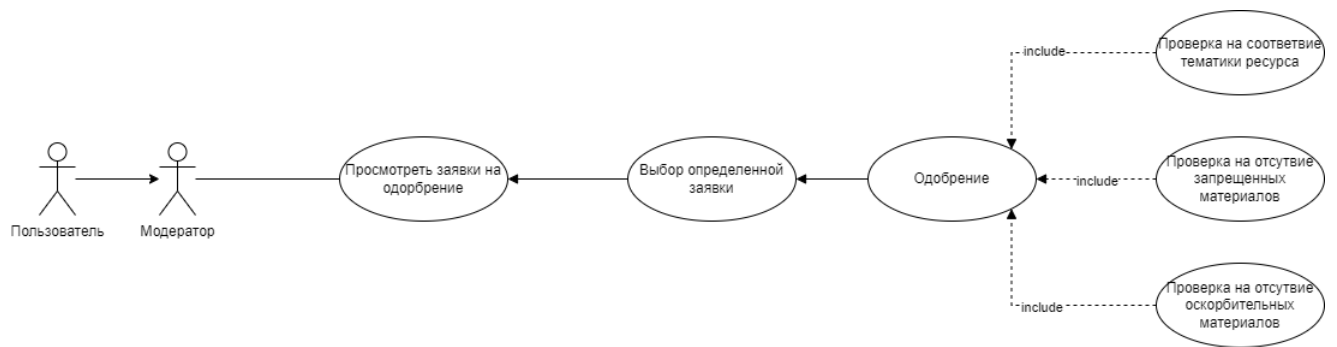 Пользователь
Модератор
Просмотреть заявки на
одорбрение
Выбор определенной
заявки
Одобрение
include
include
include
Проверка на соответвие
тематики ресурса
Проверка на отсутвие
запрещенных
материалов
Проверка на отсутвие
оскорбительных
материалов